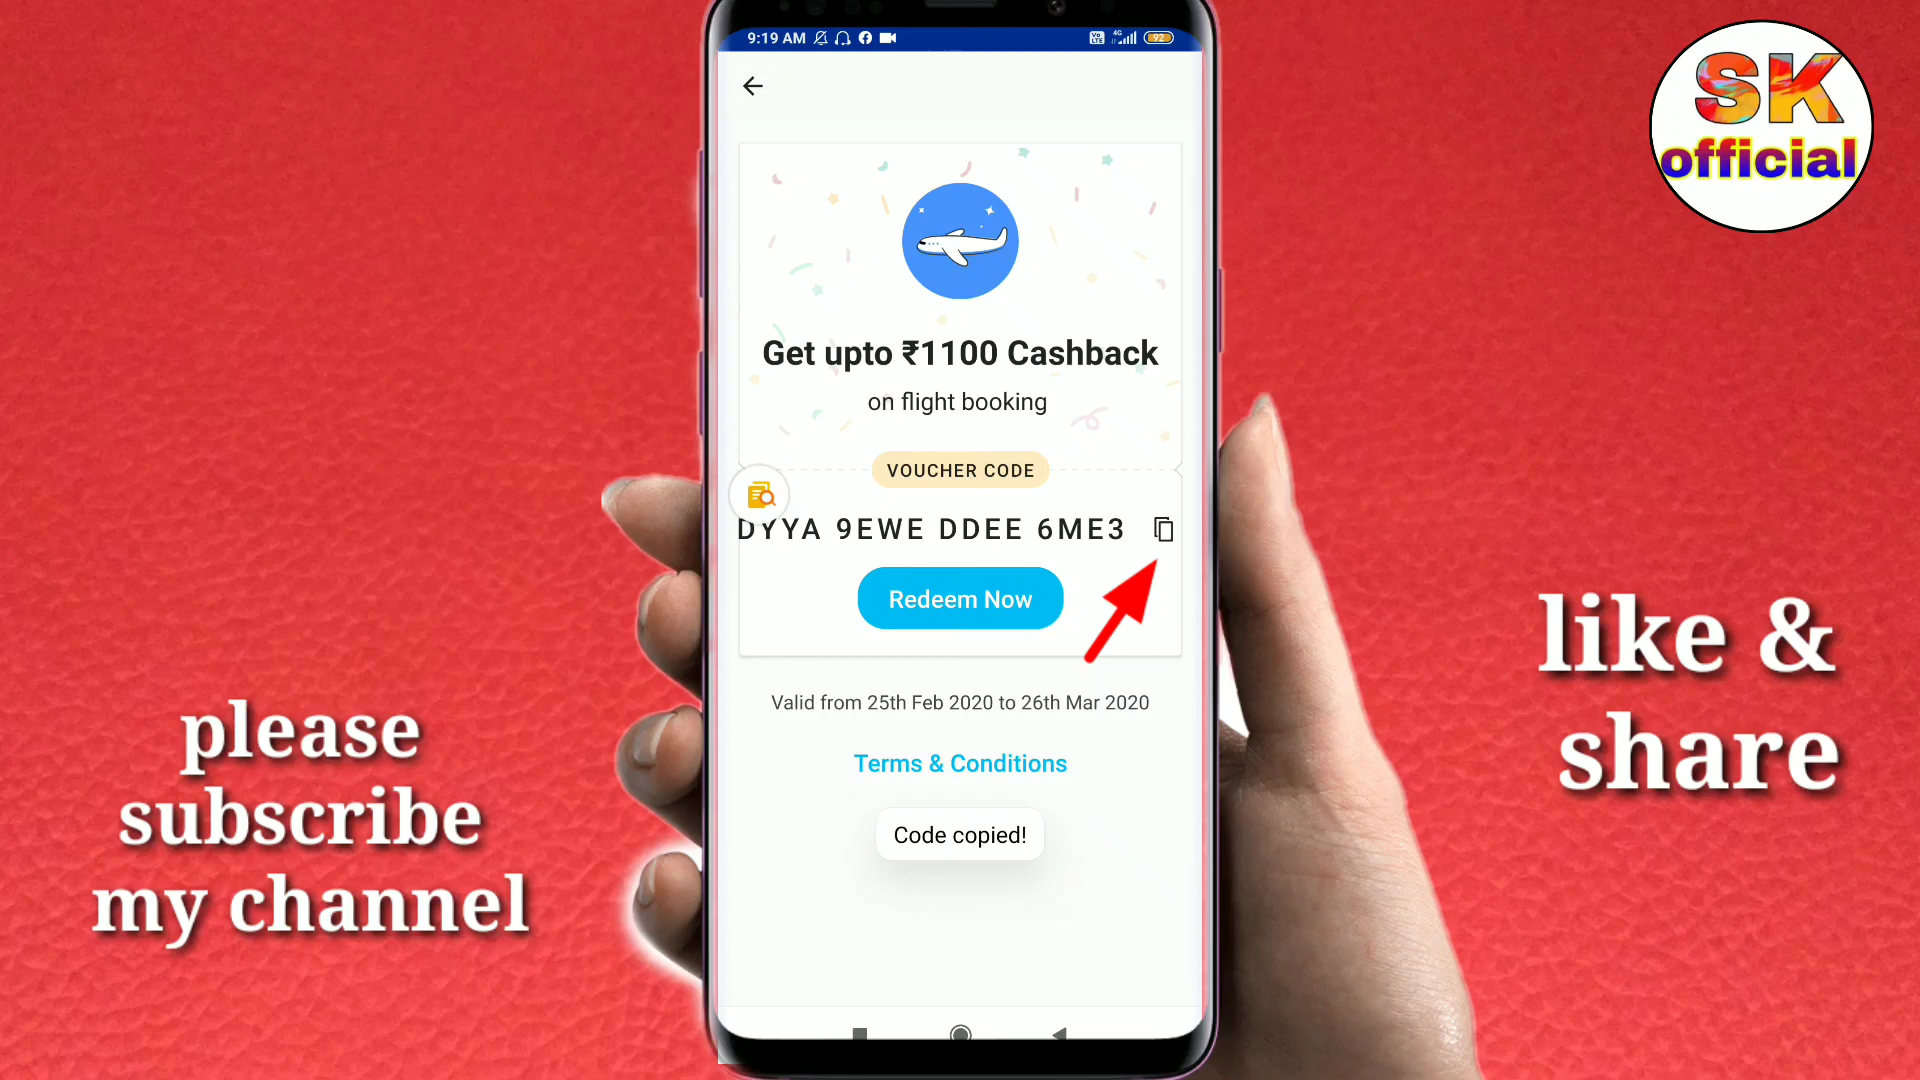 9:19 AM
4G
92
SK
official
Get upto ₹1100 Cashback
on flight booking
VOUCHER CODE
DYYA 9EWE DDEE 6ME3
Redeem Now
Valid from 25th Feb 2020 to 26th Mar 2020
Terms & Conditions
Code copied!
please
subscribe
my channel
like &
share